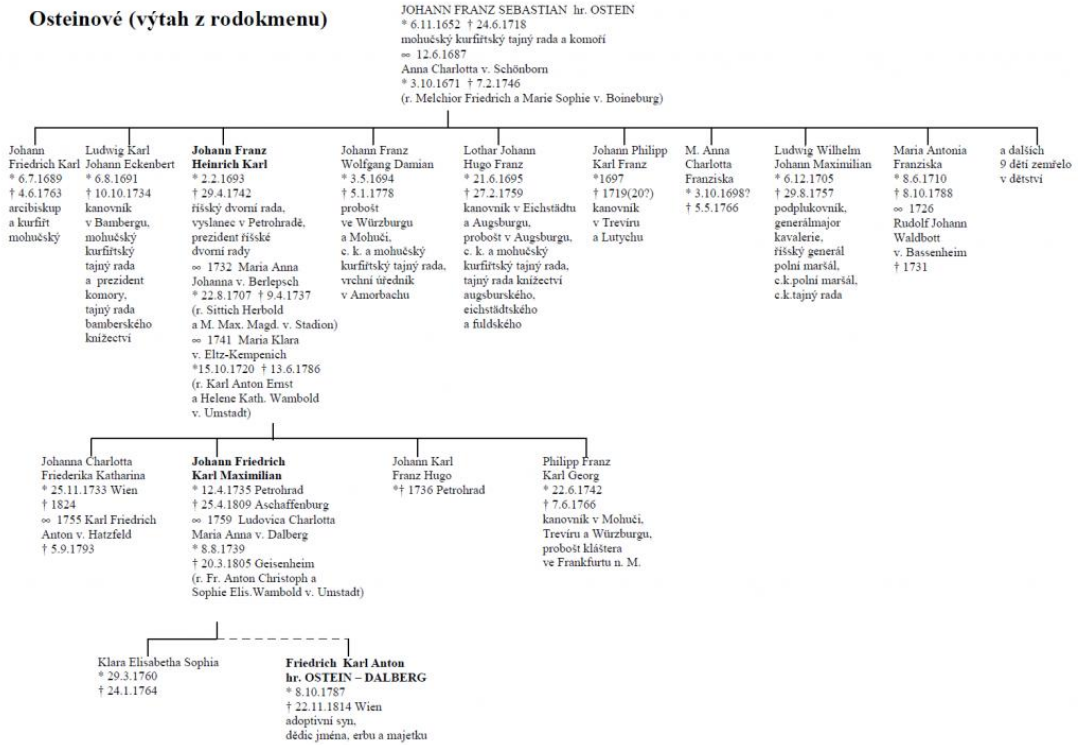 Osteinové (výtah z rodokmenu)
JOHANN FRANZ SEBASTIAN hr. OSTEIN
* 6.11.1652 † 24.6.1718
mohučský kurfiřtský tajný rada a komoří
∞ 12.6.1687
Anna Charlotta v. Schönborn
* 3.10.1671 † 7.2.1746
(r. Melchior Friedrich a Marie Sophie v. Boineburg)
Johann
Friedrich Karl
* 6.7.1689
† 4.6.1763
arcibiskup
a kurfiřt
mohučský
Ludwig Karl
Johann Eckenbert
* 6.8.1691
† 10.10.1734
kanovník
v Bambergu,
mohučský
kurfiřtský
tajný rada
a prezident
komory,
tajný rada
bamberského
knížectví
Johann Franz
Heinrich Karl
* 2.2.1693
† 29.4.1742
říšský dvorní rada,
vyslanec v Petrohradě,
prezident říšské
dvorní rady
∞ 1732 Maria Anna
Johanna v. Berlepsch
* 22.8.1707 † 9.4.1737
(r. Sittich Herbold
a M. Max. Magd. v. Stadion)
∞ 1741 Maria Klara
v. Eltz-Kempenich
*15.10.1720 † 13.6.1786
(r. Karl Anton Ernst
a Helene Kath. Wambold
v. Umstadt)
Johann Franz
Wolfgang Damian
* 3.5.1694
† 5.1.1778
probošt
ve Würzburgu
a Mohuči,
c. k. a mohučský
kurfiřtský tajný rada,
vrchní úředník
v Amorbachu
Lothar Johann
Hugo Franz
* 21.6.1695
† 27.2.1759
kanovník v Eichstädtu
a Augsburgu,
probošt v Augsburgu,
c. k. a mohučský
kurfiřtský tajný rada,
tajný rada knížectví
augsburského,
eichstädtského
a fuldského
Johann Philipp
Karl Franz
*1697
† 1719(20?)
kanovník
v Trevíru
a Lutychu
M. Anna
Charlotta
Franziska
* 3.10.1698?
† 5.5.1766
Ludwig Wilhelm
Johann Maximilian
* 6.12.1705
† 29.8.1757
podplukovník,
generálmajor
kavalerie,
říšský generál
polní maršál,
c.k.polní maršál,
c.k.tajný rada
Maria Antonia
Franziska
* 8.6.1710
† 8.10.1788
∞ 1726
Rudolf Johann
Waldbott
v. Bassenheim
† 1731
a dalších
9 dětí zemřelo
v dětství
Johanna Charlotta
Friederika Katharina
* 25.11.1733 Wien
† 1824
∞ 1755 Karl Friedrich
Anton v. Hatzfeld
† 5.9.1793
Johann Friedrich
Karl Maximilian
* 12.4.1735 Petrohrad
† 25.4.1809 Aschaffenburg
∞ 1759 Ludovica Charlotta
Maria Anna v. Dalberg
* 8.8.1739
† 20.3.1805 Geisenheim
(r. Fr. Anton Christoph a
Sophie Elis.Wambold v. Umstadt)
Johann Karl
Franz Hugo
*† 1736 Petrohrad
Philipp Franz
Karl Georg
* 22.6.1742
† 7.6.1766
kanovník v Mohuči,
Trevíru a Würzburgu,
probošt kláštera
ve Frankfurtu n. M.
Klara Elisabetha Sophia
* 29.3.1760
† 24.1.1764
Friedrich Karl Anton
hr. OSTEIN – DALBERG
* 8.10.1787
† 22.11.1814 Wien
adoptivní syn,
dědic jména, erbu a majetku